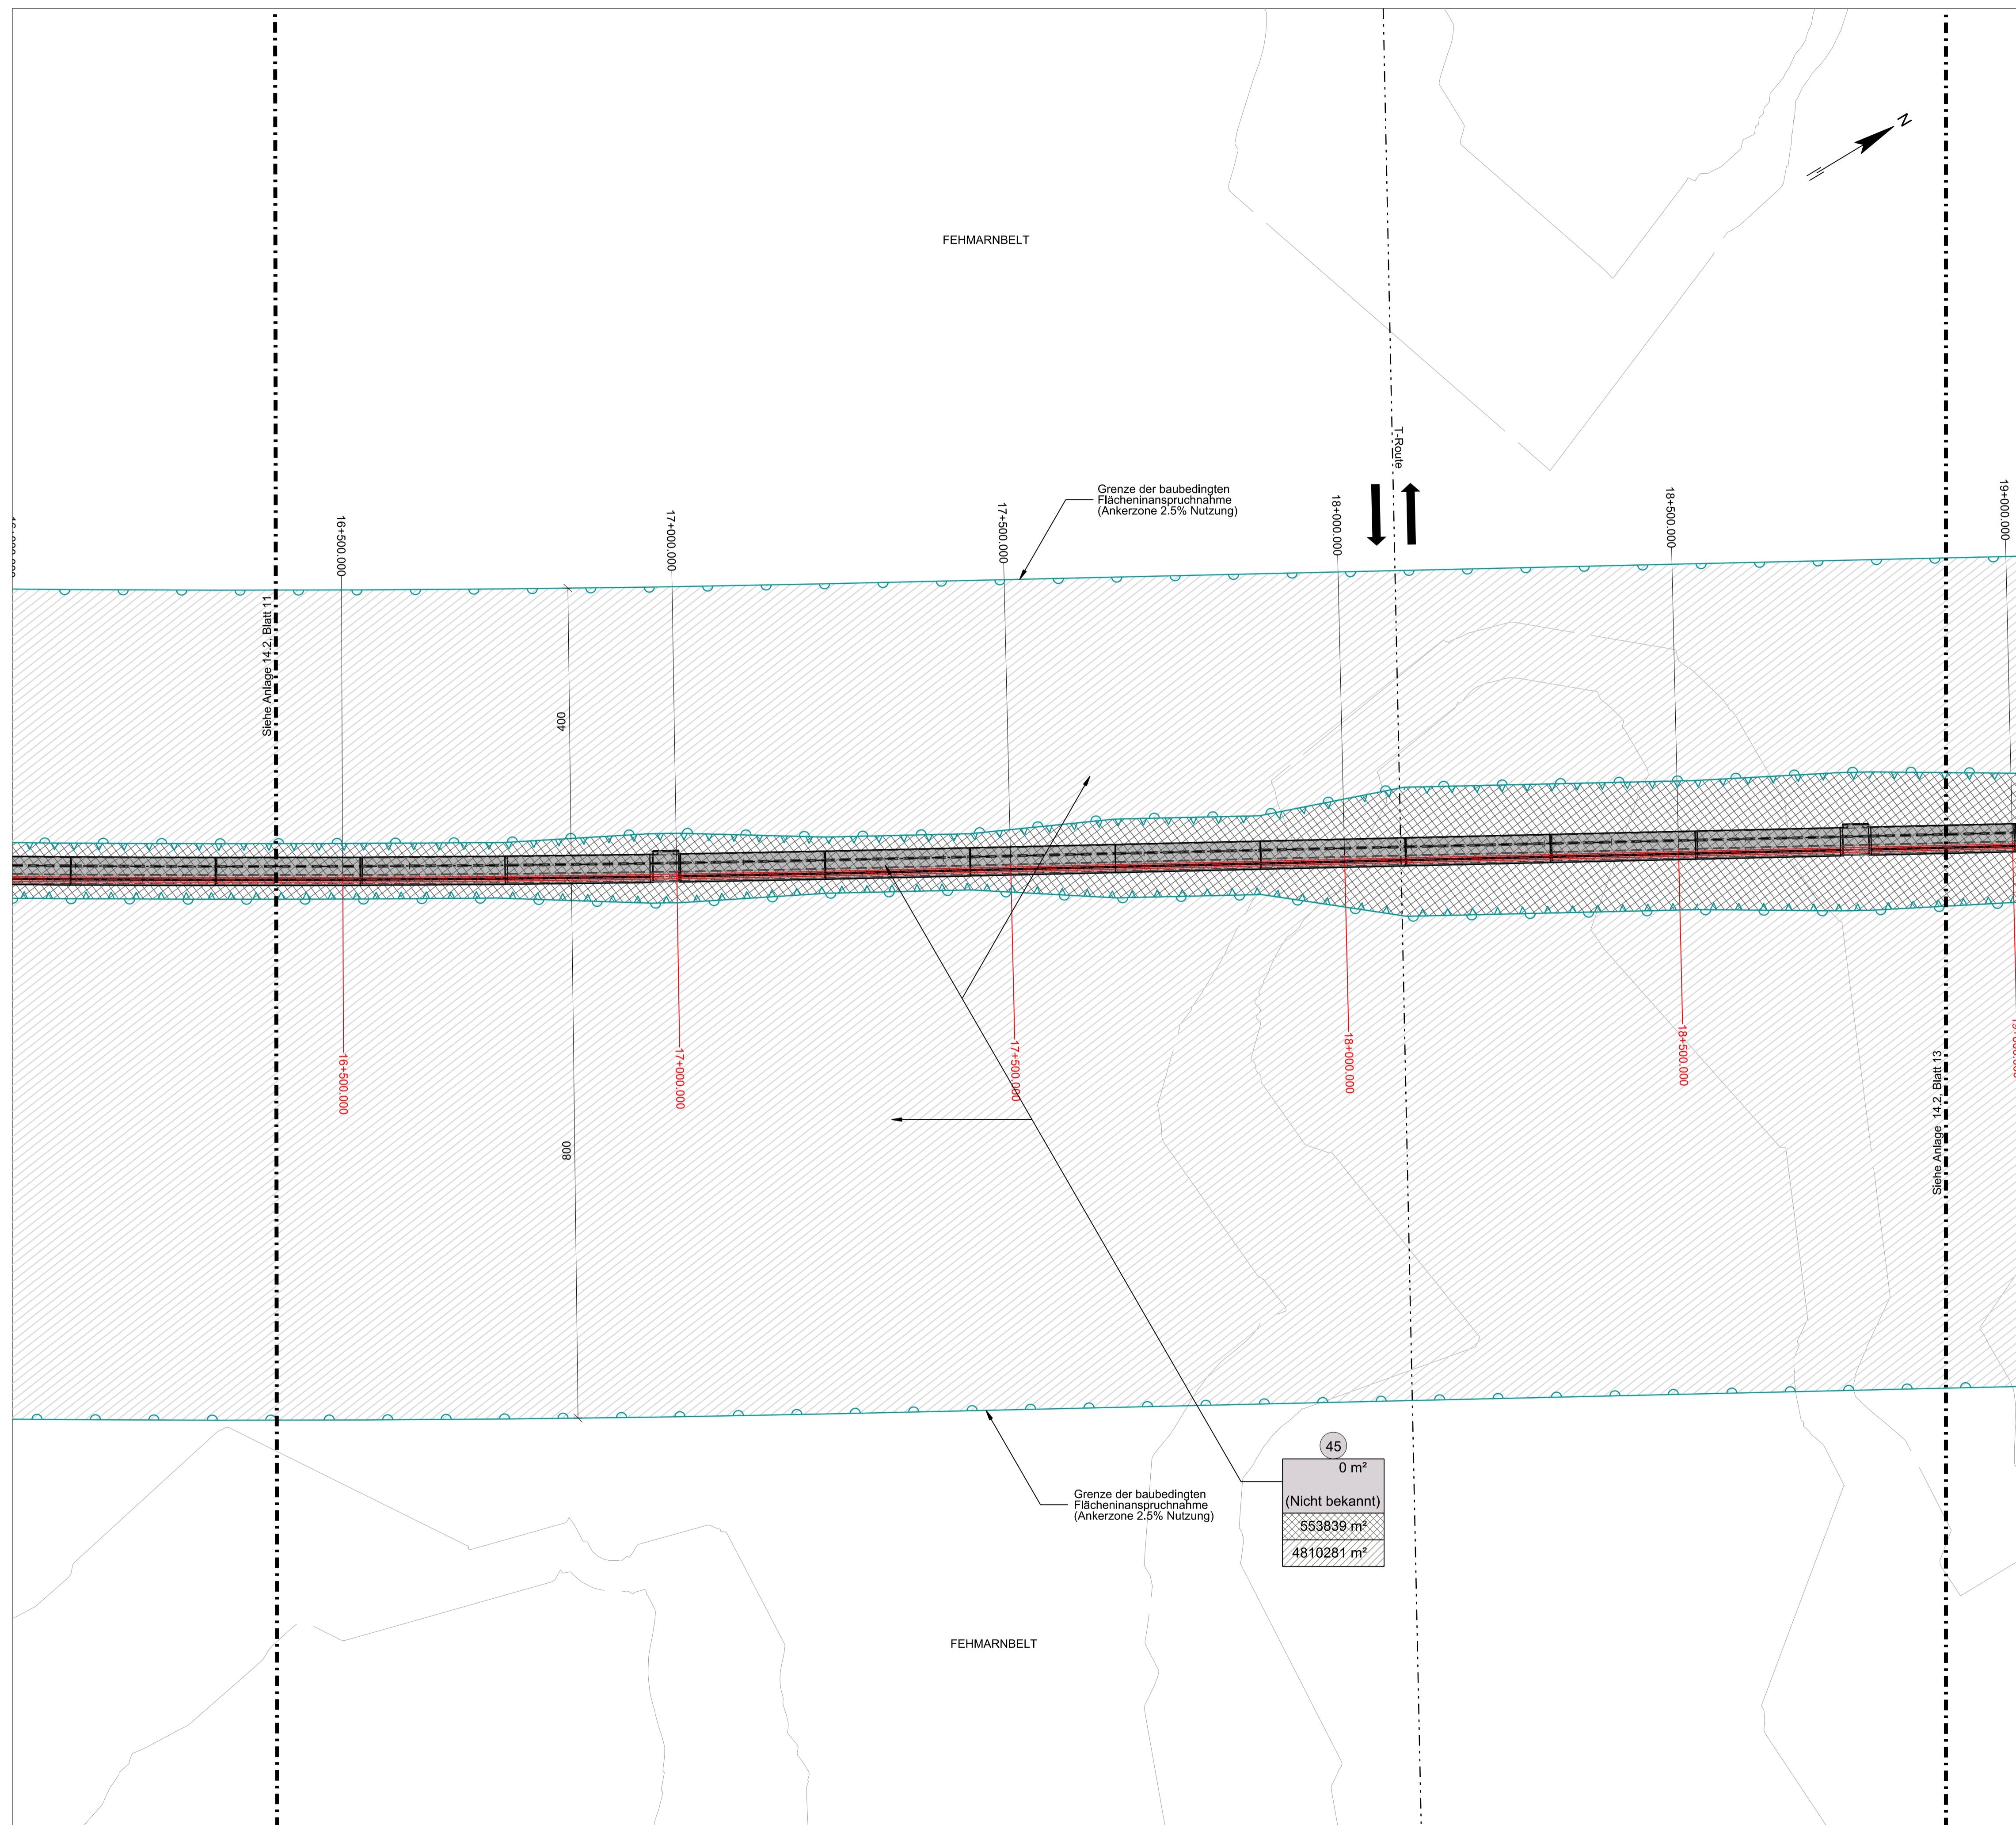 N
FEHMARNBELT
T-Route
Grenze der baubedingten
Flächeninanspruchnahme
(Ankerzone 2.5% Nutzung)
16+500.000
17+000.000
17+500.000
18+000.000
18+500.000
19+000.000
Siehe Anlage 14.2, Blatt 11
400
800
16+500.000
17+000.000
17+500.000
18+000.000
18+500.000
Siehe Anlage 14.2, Blatt 13
45
0 m²
(Nicht bekannt)
553839 m²
4810281 m²
Grenze der baubedingten
Flächeninanspruchnahme
(Ankerzone 2.5% Nutzung)
FEHMARNBELT